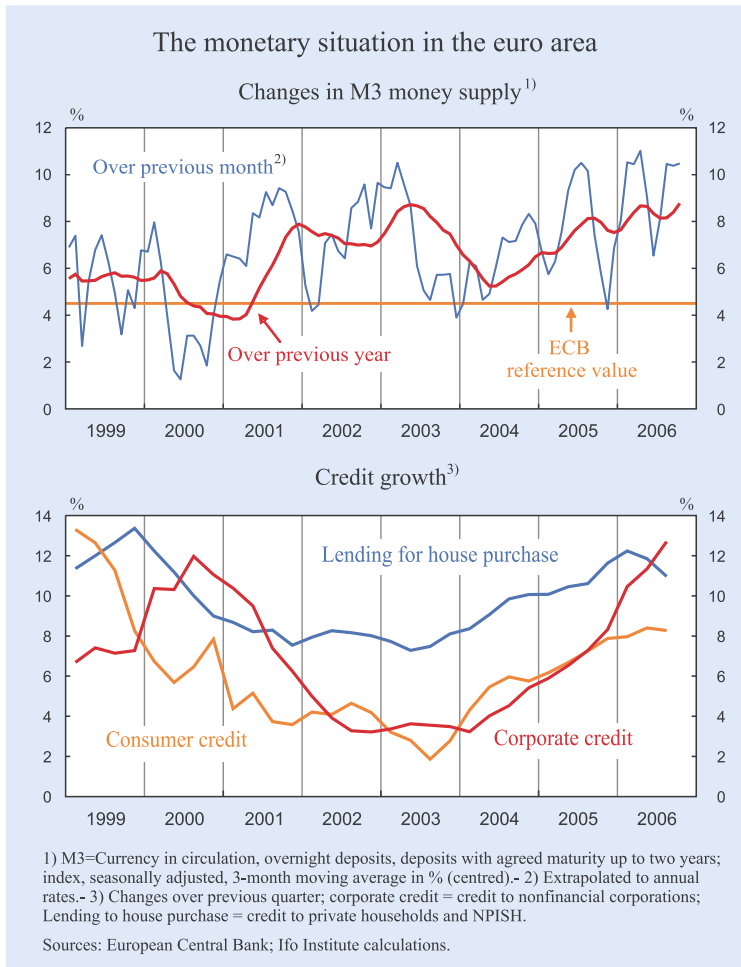 The monetary situation in the euro area
Changes in M3 money supply 1)
% %
12 12
Over previous month 2)
10 10
8 8
6 6
4 4
Over previous year
ECB
reference value
2 2
0 0
1999 2000 2001 2002 2003 2004 2005 2006
Credit growth 3)
% %
14 14
Lending for house purchase
12 12
10 10
8 8
6 6
4 4
Consumer credit
Corporate credit
2 2
0 0
1999 2000 2001 2002 2003 2004 2005 2006
1) M3=Currency in circulation, overnight deposits, deposits with agreed maturity up to two years;
index, seasonally adjusted, 3-month moving average in % (centred).- 2) Extrapolated to annual
rates.- 3) Changes over previous quarter; corporate credit = credit to nonfinancial corporations;
Lending to house purchase = credit to private households and NPISH.
Sources: European Central Bank; Ifo Institute calculations.